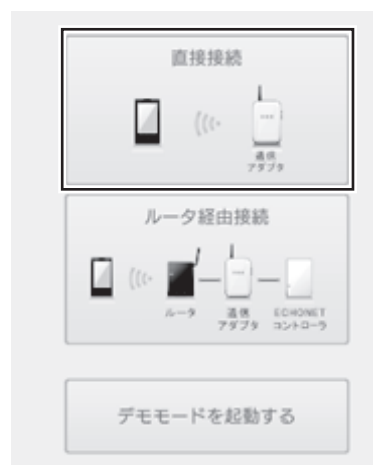 直接接続
通信
アダプタ
ルータ経由接続
ルータ
通信
アダプタ
ECHONET
コントローラ
デモモードを起動する